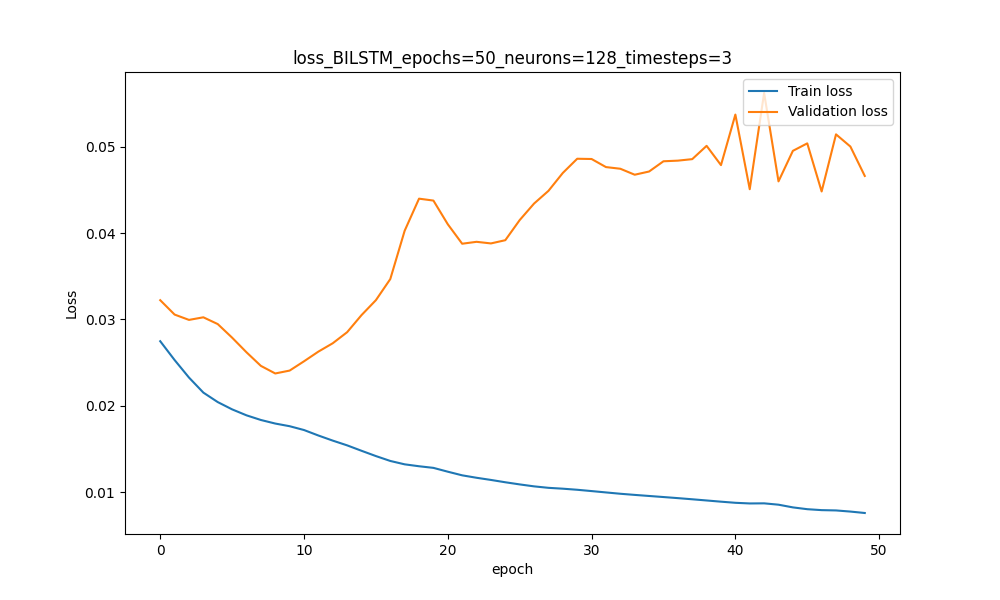 loss_BILSTM_epochs=50_neurons=128_timesteps=3
Train loss
Validation loss
0.05
0.04
0.03
0.02
0.01
Loss
0 10 20 30 40 50
epoch